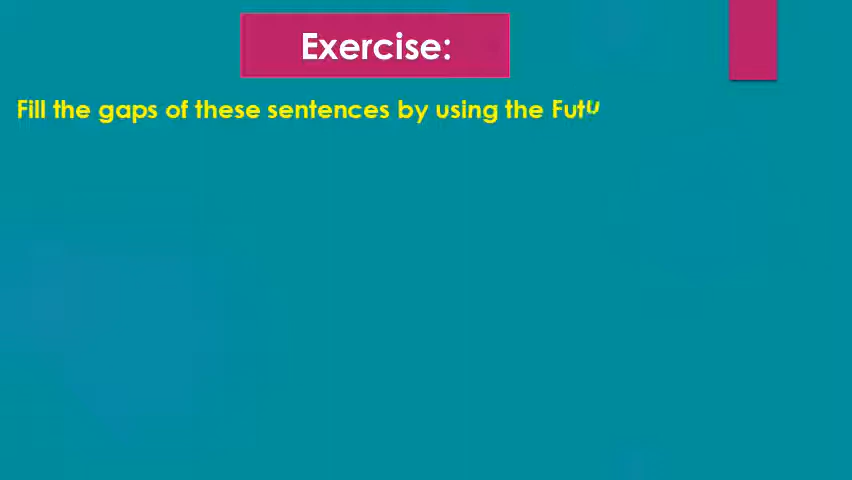 Exercise:
Fill the gaps of these sentences by using the Futu